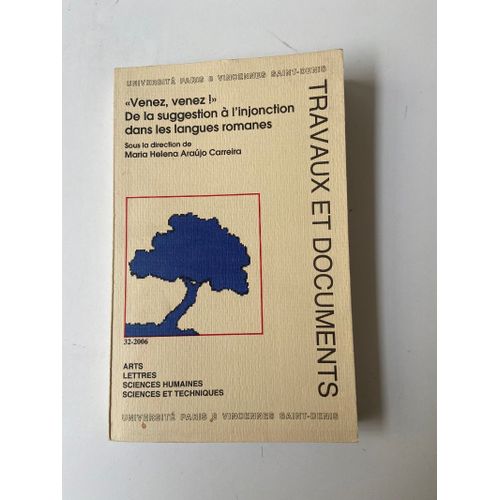 UNIVERSITÉ PARIS 8 VINCENNES SAINT-DENIS
«Venez, venez !»
De la suggestion à l'injonction
dans les langues romanes
Sous la direction de
Maria Helena Araújo Carreira
TRAVAUX ET DOCUMENTS
32-2006
ARTS
LETTRES
SCIENCES HUMAINES
SCIENCES ET TECHNIQUES
UNIVERSITÉ PARIS 8 VINCENNES SAINT-DENIS